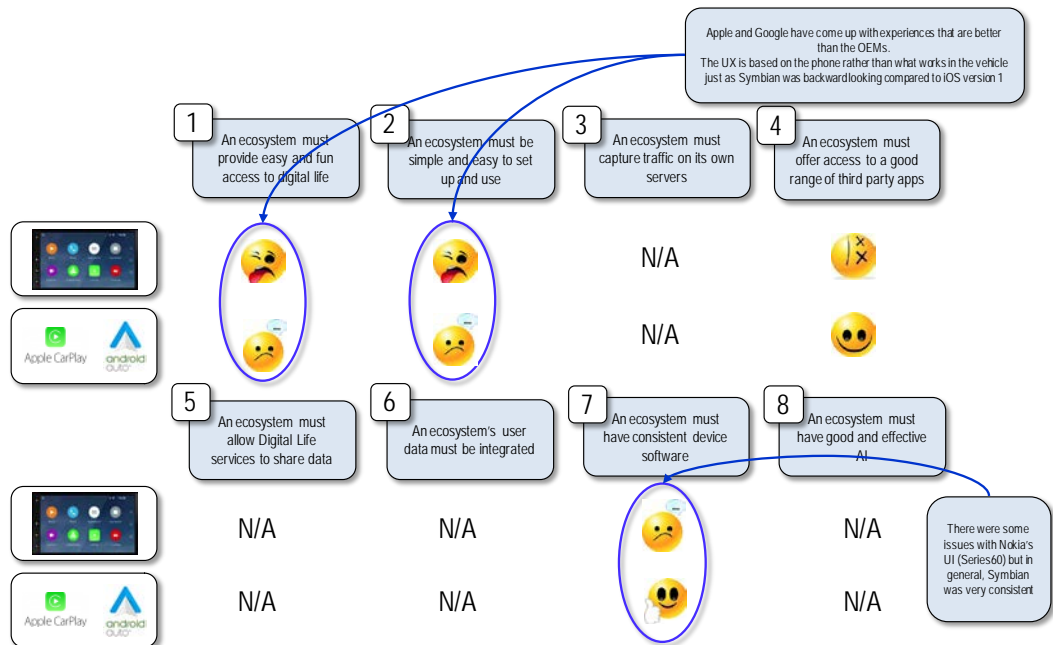 Apple and Google have come up with experiences that are better
than the OEMs.
The UX is based on the phone rather than what works in the vehicle
just as Symbian was backward looking compared to iOS version 1
1
An ecosystem must
provide easy and fun
access to digital life
2
An ecosystem must be
simple and easy to set
up and use
3
An ecosystem must
capture traffic on its own
servers
4
An ecosystem must
offer access to a good
range of third party apps
N/A
Apple CarPlay
android
auto
N/A
5
An ecosystem must
allow Digital Life
services to share data
6
An ecosystem's user
data must be integrated
7
An ecosystem must
have consistent device
software
8
An ecosystem must
have good and effective
AI
N/A
N/A
N/A
There were some
issues with Nokia's
UI (Series60) but in
general, Symbian
was very consistent
Apple CarPlay
android
auto
N/A
N/A
N/A